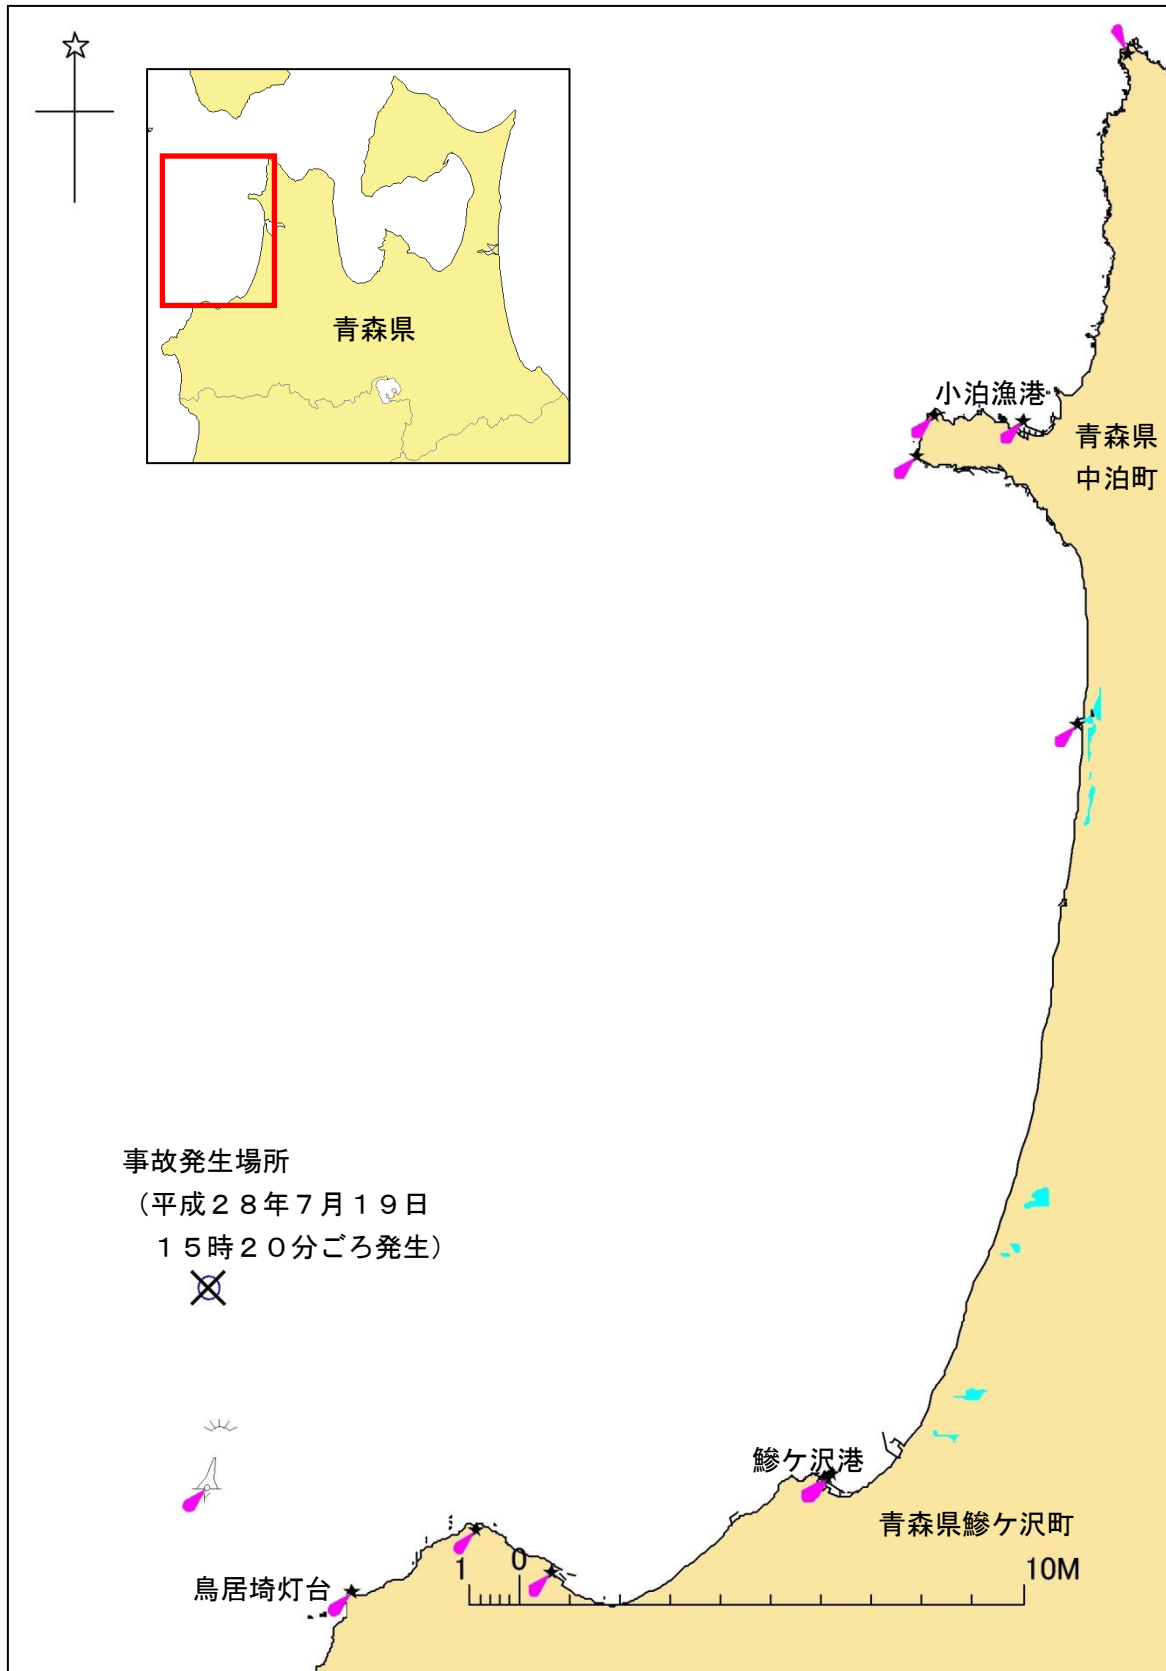 青森県
小泊漁港
青森県
中泊町
事故発生場所
（平成２８年７月１９日
１５時２０分ごろ発生）
鰺ケ沢港
青森県鰺ケ沢町
鳥居埼灯台
1 0 10M